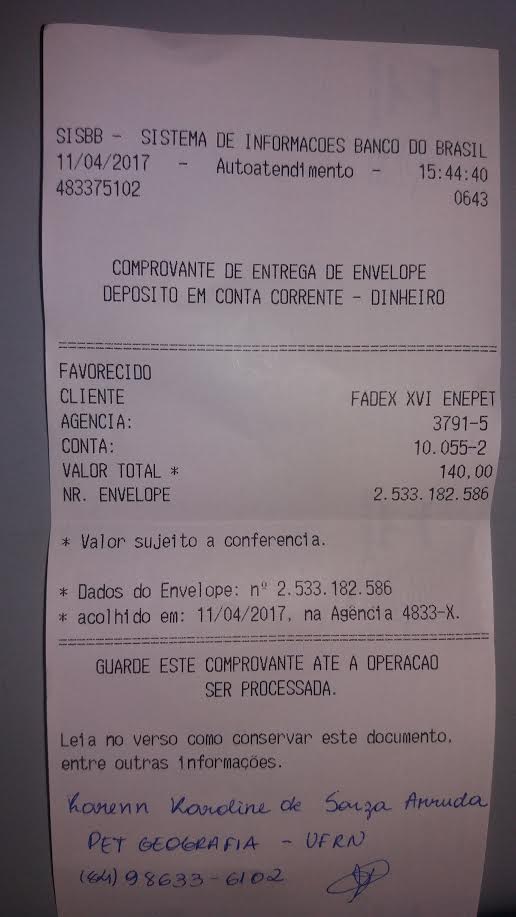 SISBB - SISTEMA DE INFORMACOES BANCO DO BRASIL
11/04/2017 - Autoatendimento - 15:44:40
483375102 0643
COMPROVANTE DE ENTREGA DE ENVELOPE
DEPOSITO EM CONTA CORRENTE - DINHEIRO
FAVORECIDO
CLIENTE FADEX XVI ENEPET
AGENCIA: 3791-5
CONTA: 10.055-2
VALOR TOTAL * 140,00
NR. ENVELOPE 2.533.182.586
* Valor sujeito a conferencia.
* Dados do Envelope: nº 2.533.182.586
* acolhido em: 11/04/2017, na Agência 4833-X.
GUARDE ESTE COMPROVANTE ATE A OPERACAO
SER PROCESSADA.
Leia no verso como conservar este documento,
entre outras informações.
Karenn Karoline de Souza Arruda
PET GEOGRAFIA - UFRN
(84) 98633-6102